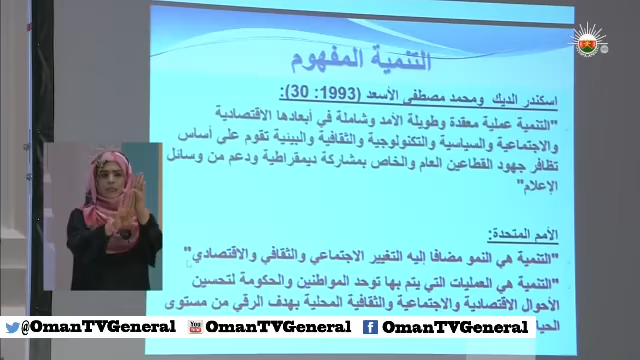 التنمية المفهوم
اسكندر الديك ومحمد مصطفى الأسعد (1993: 30):
"التنمية عملية معقدة وطويلة الأمد وشاملة في أبعادها الاقتصادية
والاجتماعية والسياسية والتكنولوجية والثقافية والبيئية تقوم على أساس
تظافر جهود القطاعين العام والخاص بمشاركة ديمقراطية ودعم من وسائل
الإعلام"
الأمم المتحدة:
"التنمية هي النمو مضافا إليه التغيير الاجتماعي والثقافي والاقتصادي"
"التنمية هي العمليات التي يتم بها توحد المواطنين والحكومة لتحسين
الأحوال الاقتصادية والاجتماعية والثقافية المحلية بهدف الرقي من مستوى
OmanTVGeneral You Tube OmanTVGeneral f OmanTVGeneral